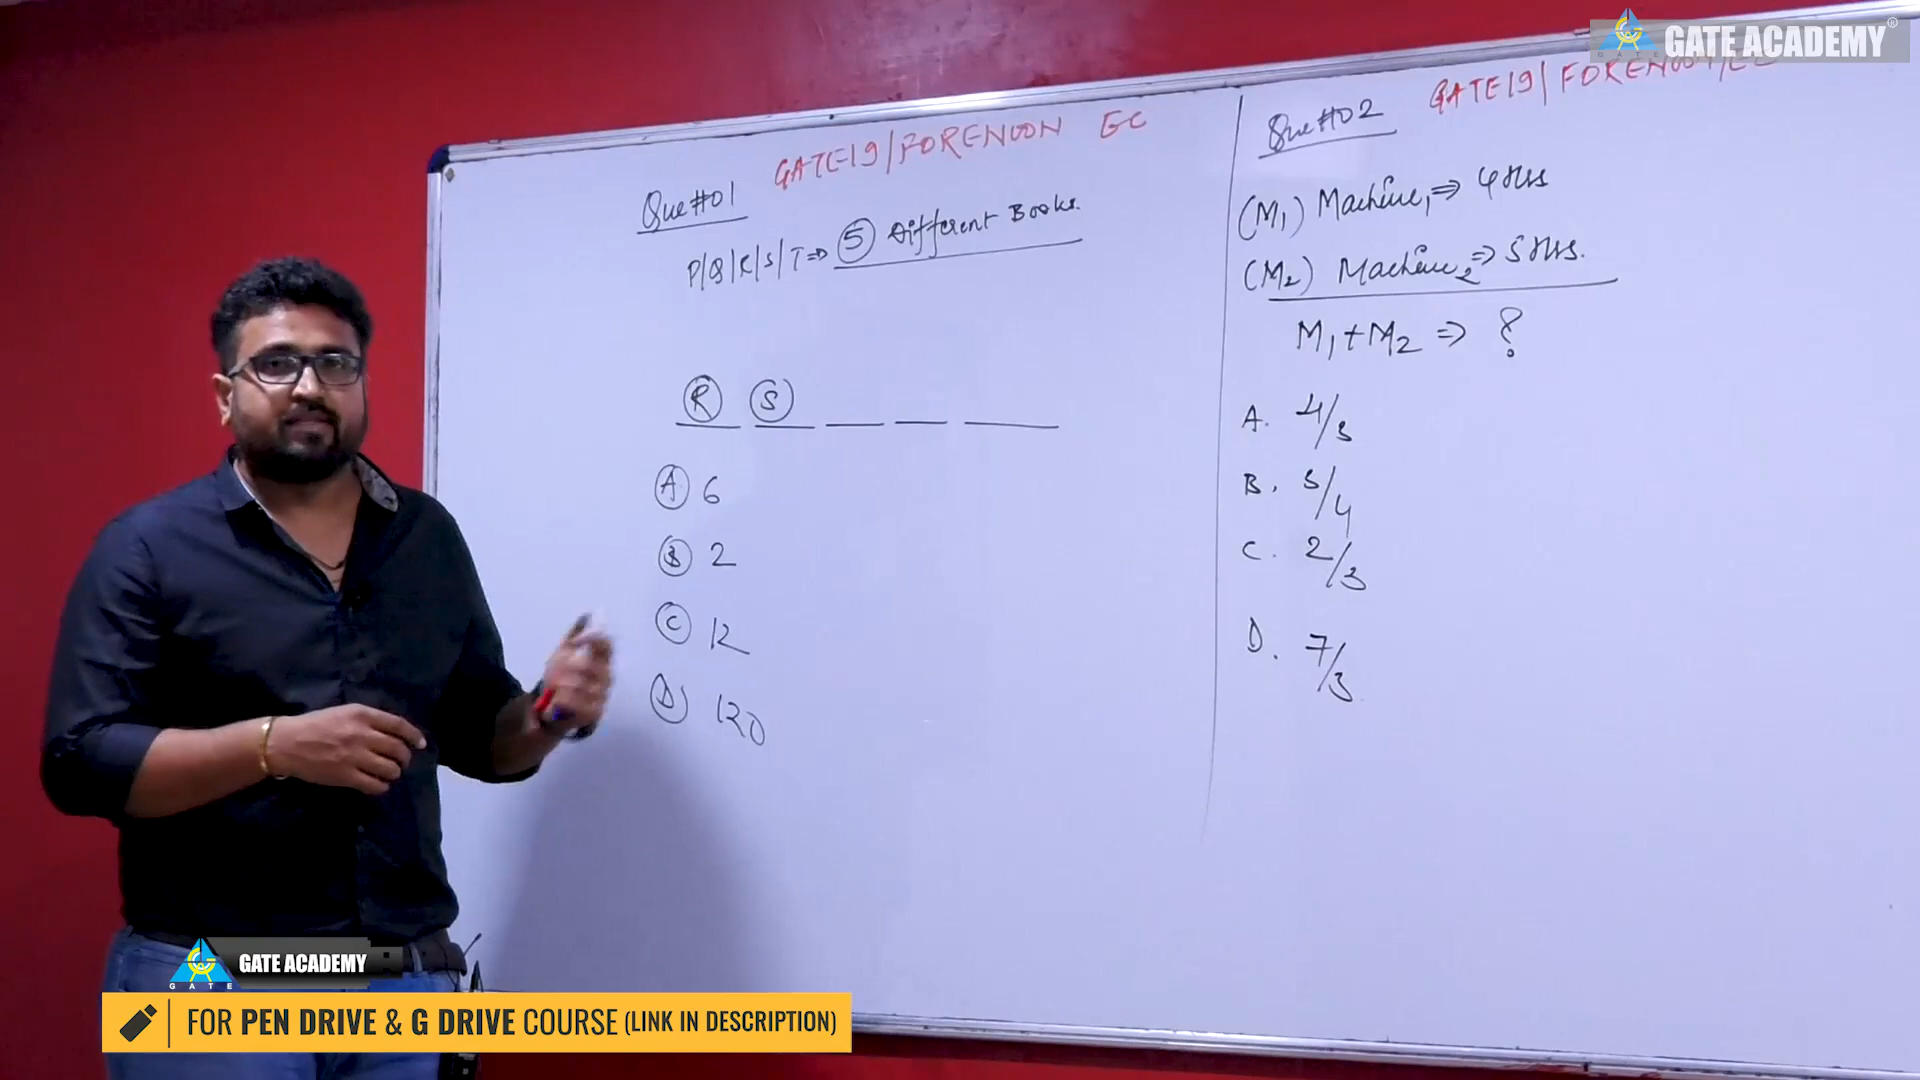 GATE ACADEMY
GATE19/FORENOON EC
Que#01
P/Q/R/S/T⇒ 5 Different Books.
R S
A 6
B 2
C 12
D 120
GATE19/FORENOON/EC
Que#02
(M1) Machine1 ⇒ 4 Hrs
(M2) Machine2 ⇒ 5 Hrs.
M1+M2 ⇒ ?
A. 4/3
B. 5/4
C. 2/3
D. 7/3
GATE ACADEMY
GATE
FOR PEN DRIVE & G DRIVE COURSE (LINK IN DESCRIPTION)